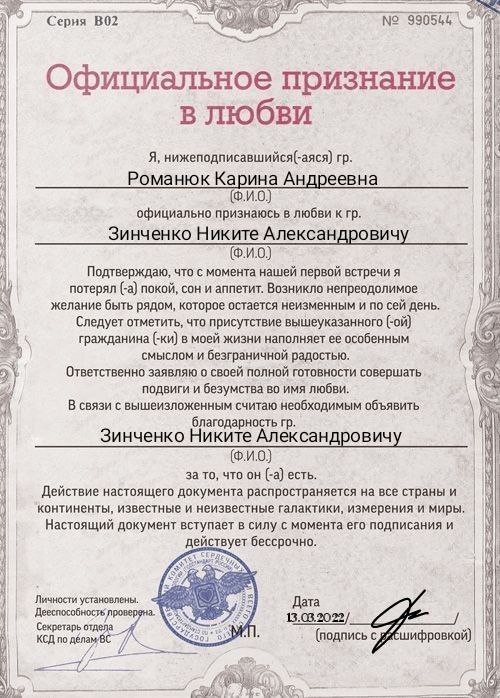 Серия В02
№ 990544
Официальное признание
в любви
Я, нижеподписавшийся(-аяся) гр.
Романюк Карина Андреевна
(Ф.И.О.)
официально признаюсь в любви к гр.
Зинченко Никите Александровичу
(Ф.И.О.)
Подтверждаю, что с момента нашей первой встречи я
потерял (-а) покой, сон и аппетит. Возникло непреодолимое
желание быть рядом, которое остается неизменным и по сей день.
Следует отметить, что присутствие вышеуказанного (-ой)
гражданина (-ки) в моей жизни наполняет ее особенным
смыслом и безграничной радостью.
Ответственно заявляю о своей полной готовности совершать
подвиги и безумства во имя любви.
В связи с вышеизложенным считаю необходимым объявить
благодарность гр.
Зинченко Никите Александровичу
(Ф.И.О.)
за то, что он (-а) есть.
Действие настоящего документа распространяется на все страны и
континенты, известные и неизвестные галактики, измерения и миры.
Настоящий документ вступает в силу с момента его подписания и
действует бессрочно.
Личности установлены.
Дееспособность проверена.
Секретарь отдела
КСД по делам ВС
КОМИТЕТ СЕРДЕЧНЫХ
М.П.
Дата
13.03.2022/
(подпись с расшифровкой)